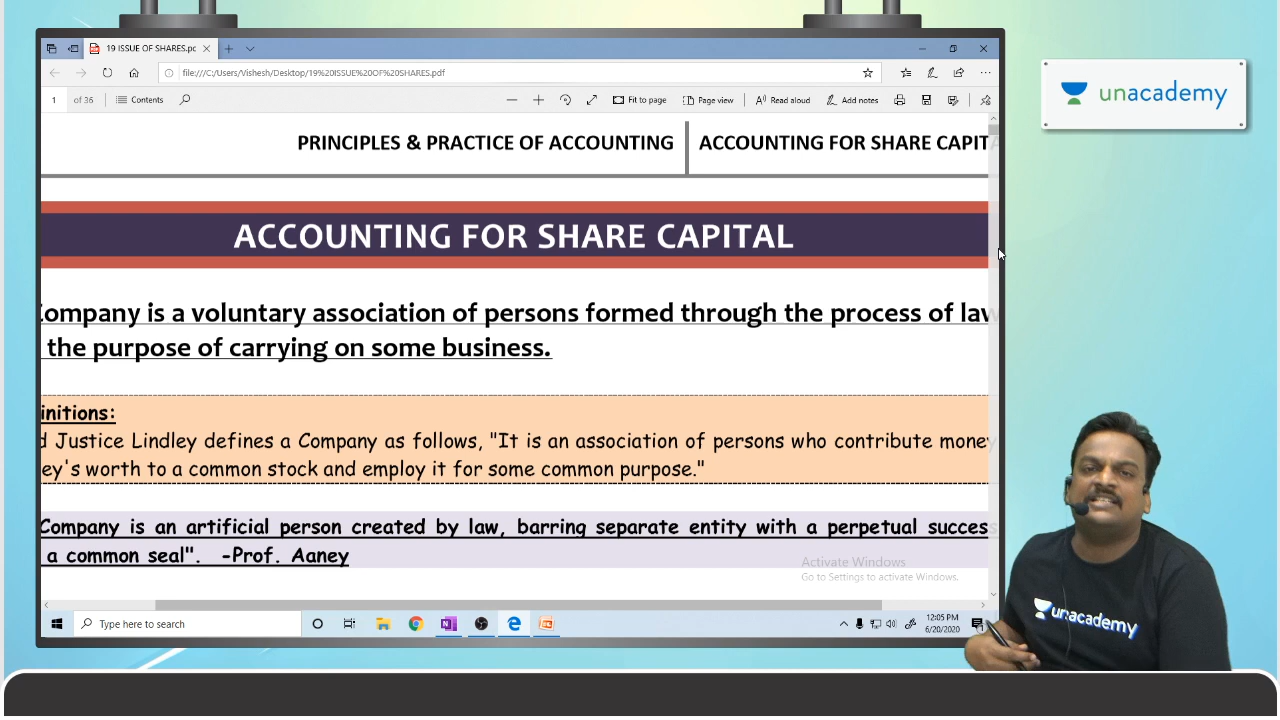 19 ISSUE OF SHARES.pc
file:///C:/Users/Vishesh/Desktop/19%20ISSUE%20OF%20SHARES.pdf
1 of 36 Contents Fit to page Page view Read aloud Add notes
unacademy
PRINCIPLES & PRACTICE OF ACCOUNTING ACCOUNTING FOR SHARE CAPITA
ACCOUNTING FOR SHARE CAPITAL
Company is a voluntary association of persons formed through the process of law
the purpose of carrying on some business.
initions:
d Justice Lindley defines a Company as follows, "It is an association of persons who contribute money
ey's worth to a common stock and employ it for some common purpose."
Company is an artificial person created by law, barring separate entity with a perpetual success
a common seal". -Prof. Aaney
Activate Windows
Go to Settings to activate Windows.
Type here to search
12:05 PM
6/20/2020
unacademy